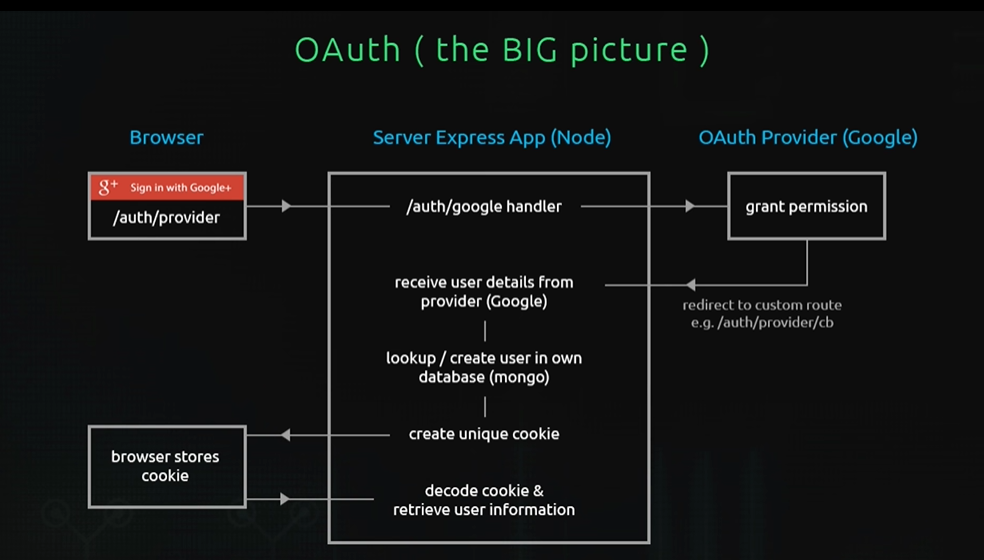 OAuth ( the BIG picture )
Browser
Server Express App (Node)
OAuth Provider (Google)
g+ Sign in with Google+
/auth/provider
/auth/google handler
grant permission
receive user details from
provider (Google)
redirect to custom route
e.g. /auth/provider/cb
lookup / create user in own
database (mongo)
create unique cookie
browser stores
cookie
decode cookie &
retrieve user information